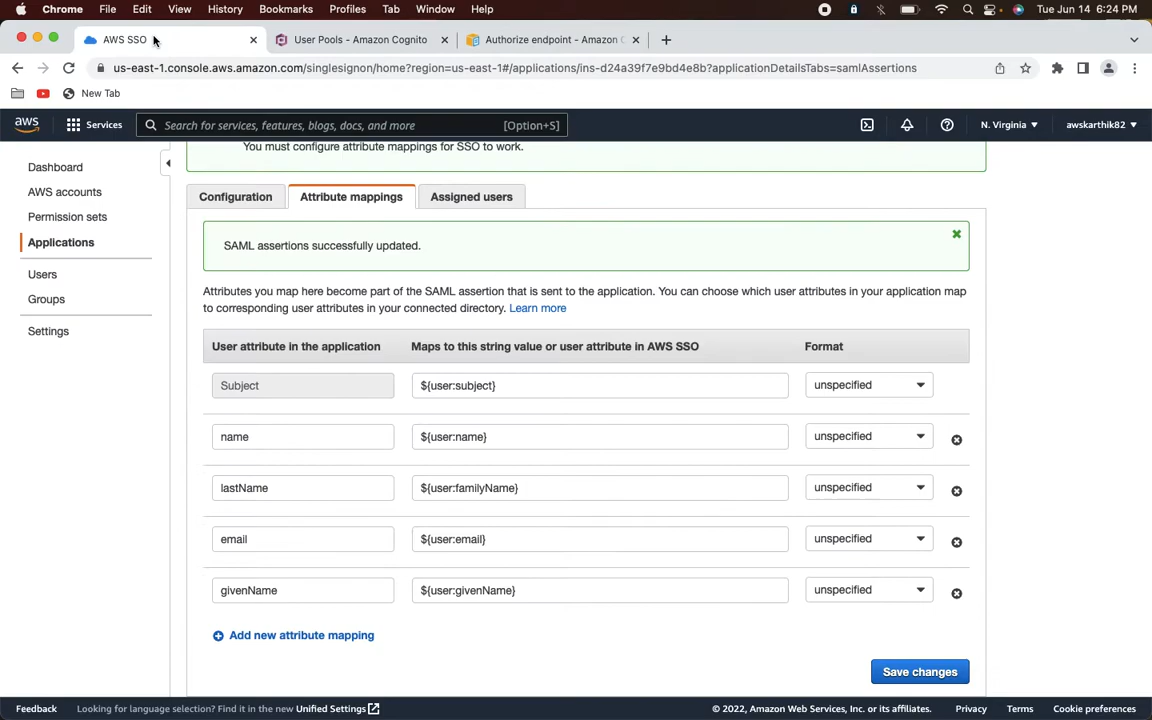 Chrome File Edit View History Bookmarks Profiles Tab Window Help Tue Jun 14 6:24 PM
AWS SSO User Pools - Amazon Cognito Authorize endpoint - Amazon C
us-east-1.console.aws.amazon.com/singlesignon/home?region=us-east-1#/applications/ins-d24a39f7e9bd4e8b?applicationDetailsTabs=samlAssertions
New Tab
aws Services Search for services, features, blogs, docs, and more [Option+S] N. Virginia awskarthik82
You must configure attribute mappings for SSO to work.
Dashboard
AWS accounts
Permission sets
Applications
Users
Groups
Settings
Configuration Attribute mappings Assigned users
SAML assertions successfully updated.
Attributes you map here become part of the SAML assertion that is sent to the application. You can choose which user attributes in your application map
to corresponding user attributes in your connected directory. Learn more
User attribute in the application Maps to this string value or user attribute in AWS SSO Format
Subject ${user:subject} unspecified
name ${user:name} unspecified
lastName ${user:familyName} unspecified
email ${user:email} unspecified
givenName ${user:givenName} unspecified
Add new attribute mapping
Save changes
Feedback Looking for language selection? Find it in the new Unified Settings © 2022, Amazon Web Services, Inc. or its affiliates. Privacy Terms Cookie preferences